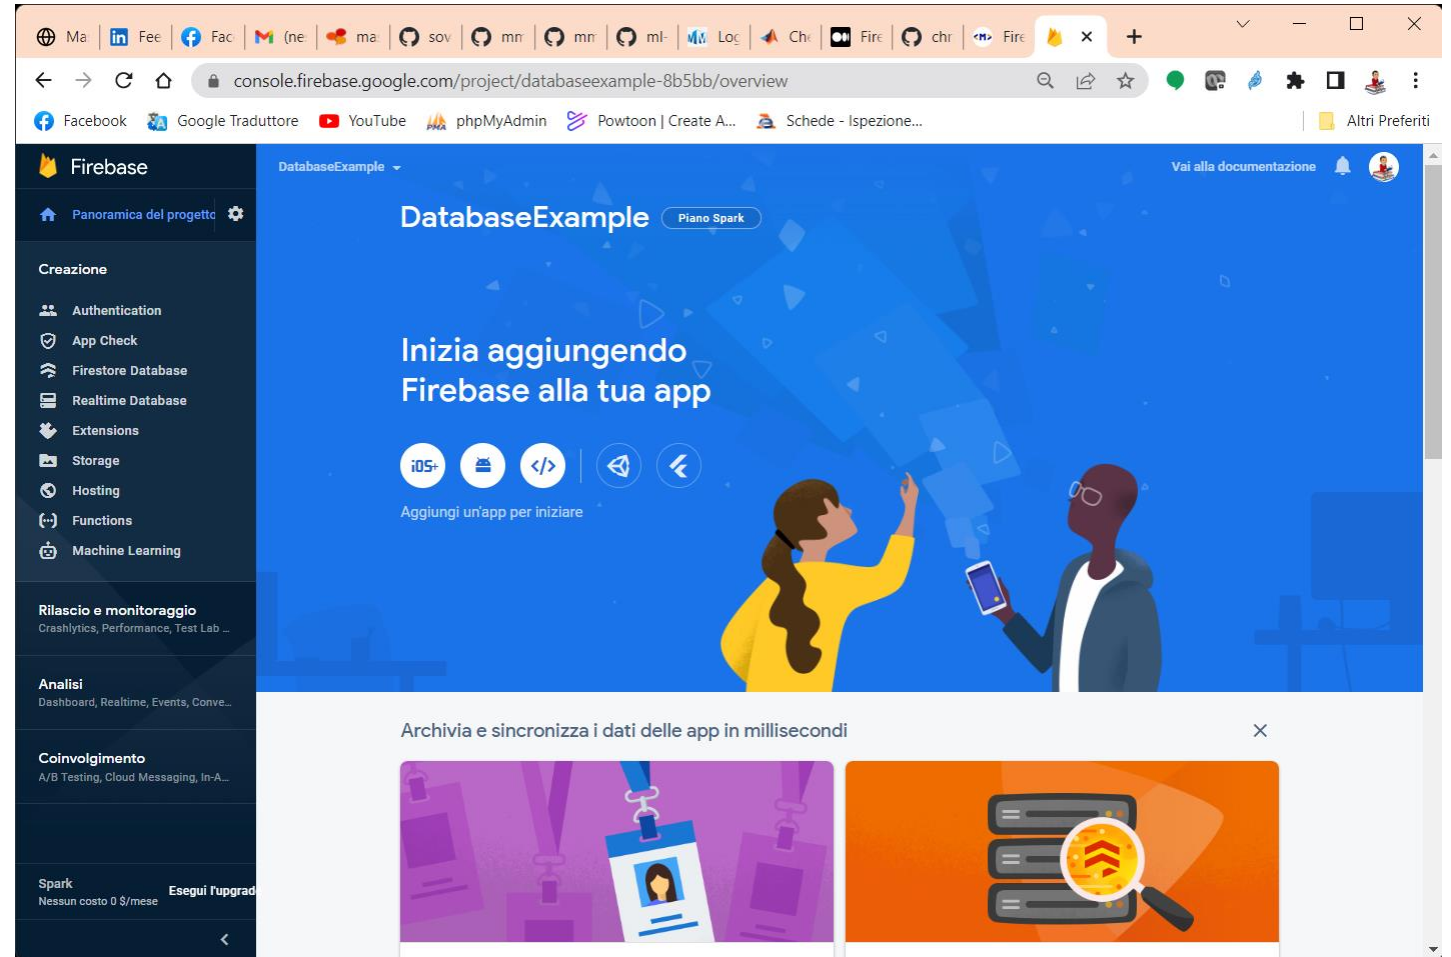 Ma
Fee
Fac
(ne
ma
sov
mm
mm
ml-
Log
Che
Fire
chr
Fire
console.firebase.google.com/project/databaseexample-8b5bb/overview
Facebook
Google Traduttore
YouTube
phpMyAdmin
Powtoon | Create A...
Schede - Ispezione...
Altri Preferiti
Firebase
DatabaseExample
Vai alla documentazione
Panoramica del progetto
DatabaseExample
Piano Spark
Creazione
Authentication
App Check
Firestore Database
Realtime Database
Extensions
Storage
Hosting
Functions
Machine Learning
Inizia aggiungendo
Firebase alla tua app
iOS+
Aggiungi un'app per iniziare
Rilascio e monitoraggio
Crashlytics, Performance, Test Lab ...
Analisi
Dashboard, Realtime, Events, Conve...
Coinvolgimento
A/B Testing, Cloud Messaging, In-A...
Spark
Nessun costo 0 $/mese
Esegui l'upgrad
Archivia e sincronizza i dati delle app in millisecondi